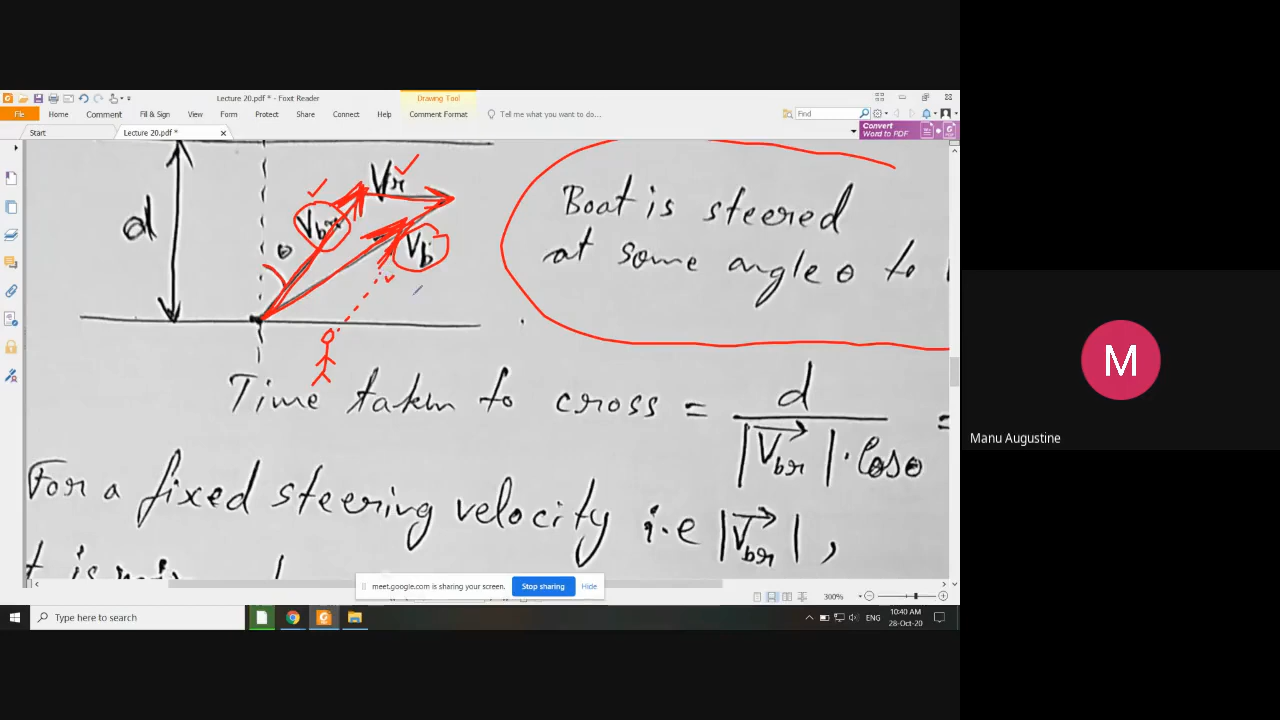 Lecture 20.pdf * - Foxit Reader
Drawing Tool
File Home Comment Fill & Sign View Form Protect Share Connect Help Comment Format Tell me what you want to do... Find
Start Lecture 20.pdf * Convert Word to PDF
d
Vr
Vbr
θ
Vb
Boat is steered
at some angle θ to
Time taken to cross = d / |Vbr| . Cosθ =
For a fixed steering velocity i.e |Vbr| ,
Manu Augustine
M
meet.google.com is sharing your screen. Stop sharing Hide
300%
Type here to search
ENG
10:40 AM
28-Oct-20